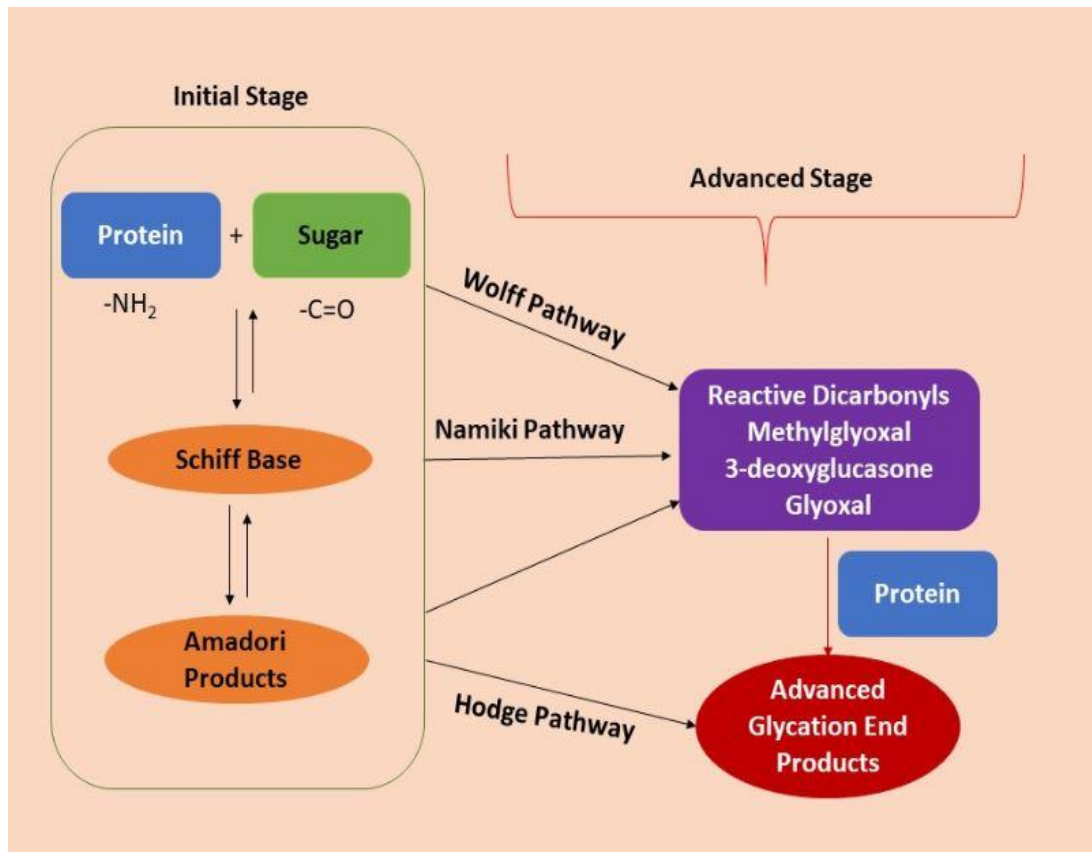 Initial Stage
Advanced Stage
Protein
+
Sugar
-NH₂
-C=O
Wolff Pathway
Reactive Dicarbonyls
Methylglyoxal
3-deoxyglucasone
Glyoxal
Namiki Pathway
Schiff Base
Protein
Amadori
Products
Hodge Pathway
Advanced
Glycation End
Products